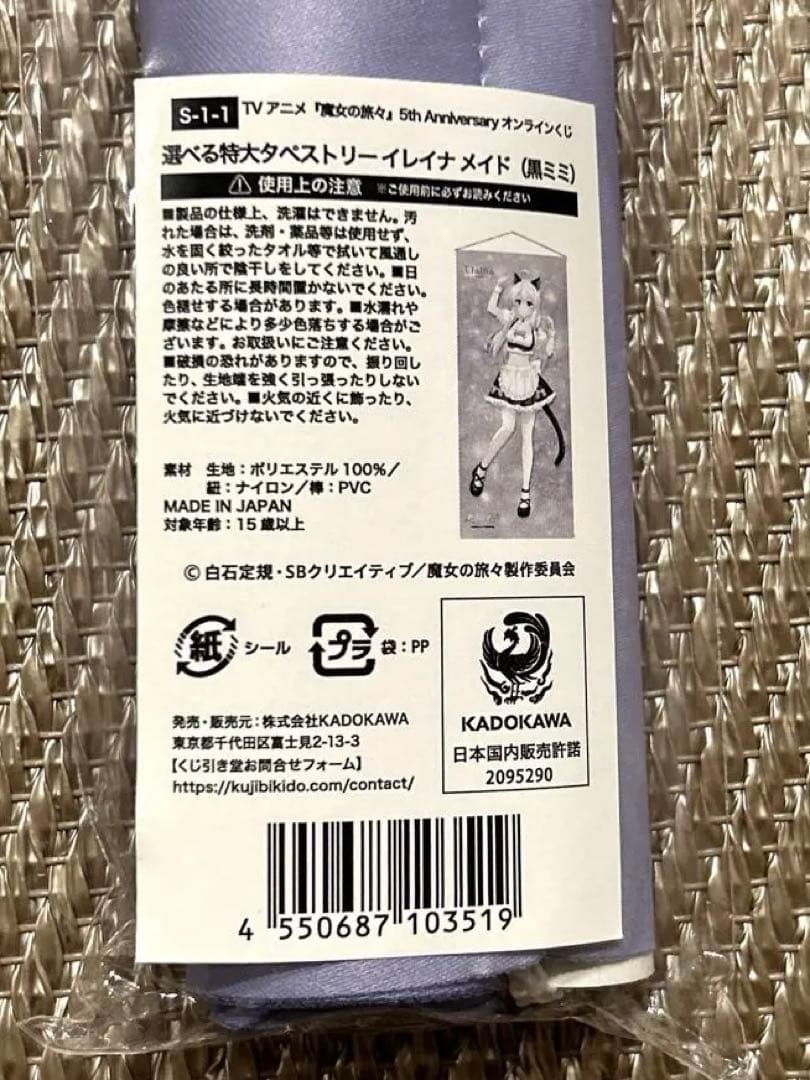 S-1-1 TV アニメ『魔女の旅々』5th Anniversary オンラインくじ
選べる特大タペストリー イレイナ メイド（黒ミミ）
使用上の注意 ※ご使用前に必ずお読みください
■製品の仕様上、洗濯はできません。汚
れた場合は、洗剤・薬品等は使用せず、
水を固く絞ったタオル等で拭いて風通し
の良い所で陰干しをしてください。■日
のあたる所に長時間置かないでください。
色褪せする場合があります。■水濡れや
摩擦などにより多少色落ちする場合がご
ざいます。お取扱いにご注意ください。
■破損の恐れがありますので、振り回し
たり、生地端を強く引っ張ったりしない
でください。■火気の近くに飾ったり、
火気に近づけないでください。
Elaina
素材 生地：ポリエステル 100%／
紐：ナイロン／棒：PVC
MADE IN JAPAN
対象年齢：15 歳以上
© 白石定規・SBクリエイティブ／魔女の旅々製作委員会
紙 シール プラ 袋：PP
KADOKAWA
日本国内販売許諾
2095290
発売・販売元：株式会社KADOKAWA
東京都千代田区富士見2-13-3
【くじ引き堂お問合せフォーム】
https://kujibikido.com/contact/
4 550687 103519